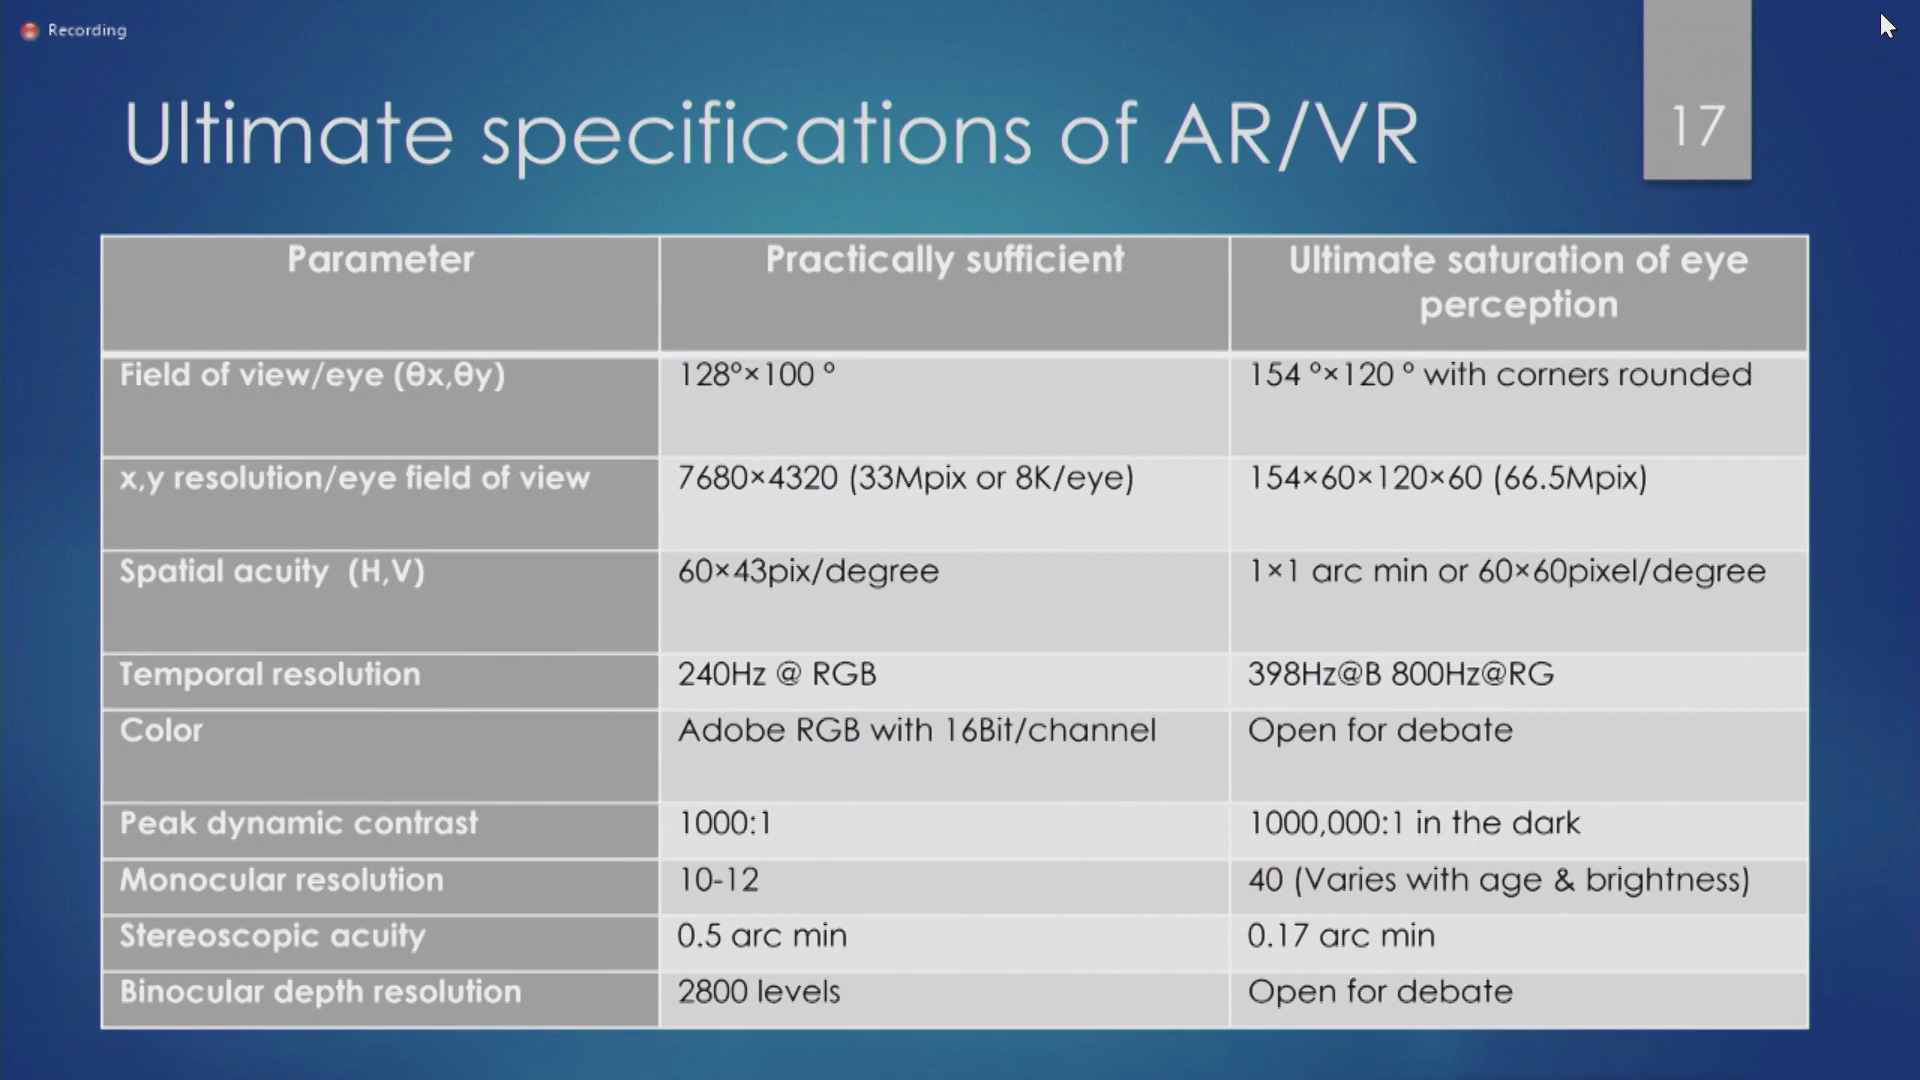 Recording
Ultimate specifications of AR/VR
17
Parameter
Practically sufficient
Ultimate saturation of eye
perception
Field of view/eye (θx,θy)
128º×100 º
154 º×120 º with corners rounded
x,y resolution/eye field of view
7680×4320 (33Mpix or 8K/eye)
154×60×120×60 (66.5Mpix)
Spatial acuity (H,V)
60×43pix/degree
1×1 arc min or 60×60pixel/degree
Temporal resolution
240Hz @ RGB
398Hz@B 800Hz@RG
Color
Adobe RGB with 16Bit/channel
Open for debate
Peak dynamic contrast
1000:1
1000,000:1 in the dark
Monocular resolution
10-12
40 (Varies with age & brightness)
Stereoscopic acuity
0.5 arc min
0.17 arc min
Binocular depth resolution
2800 levels
Open for debate